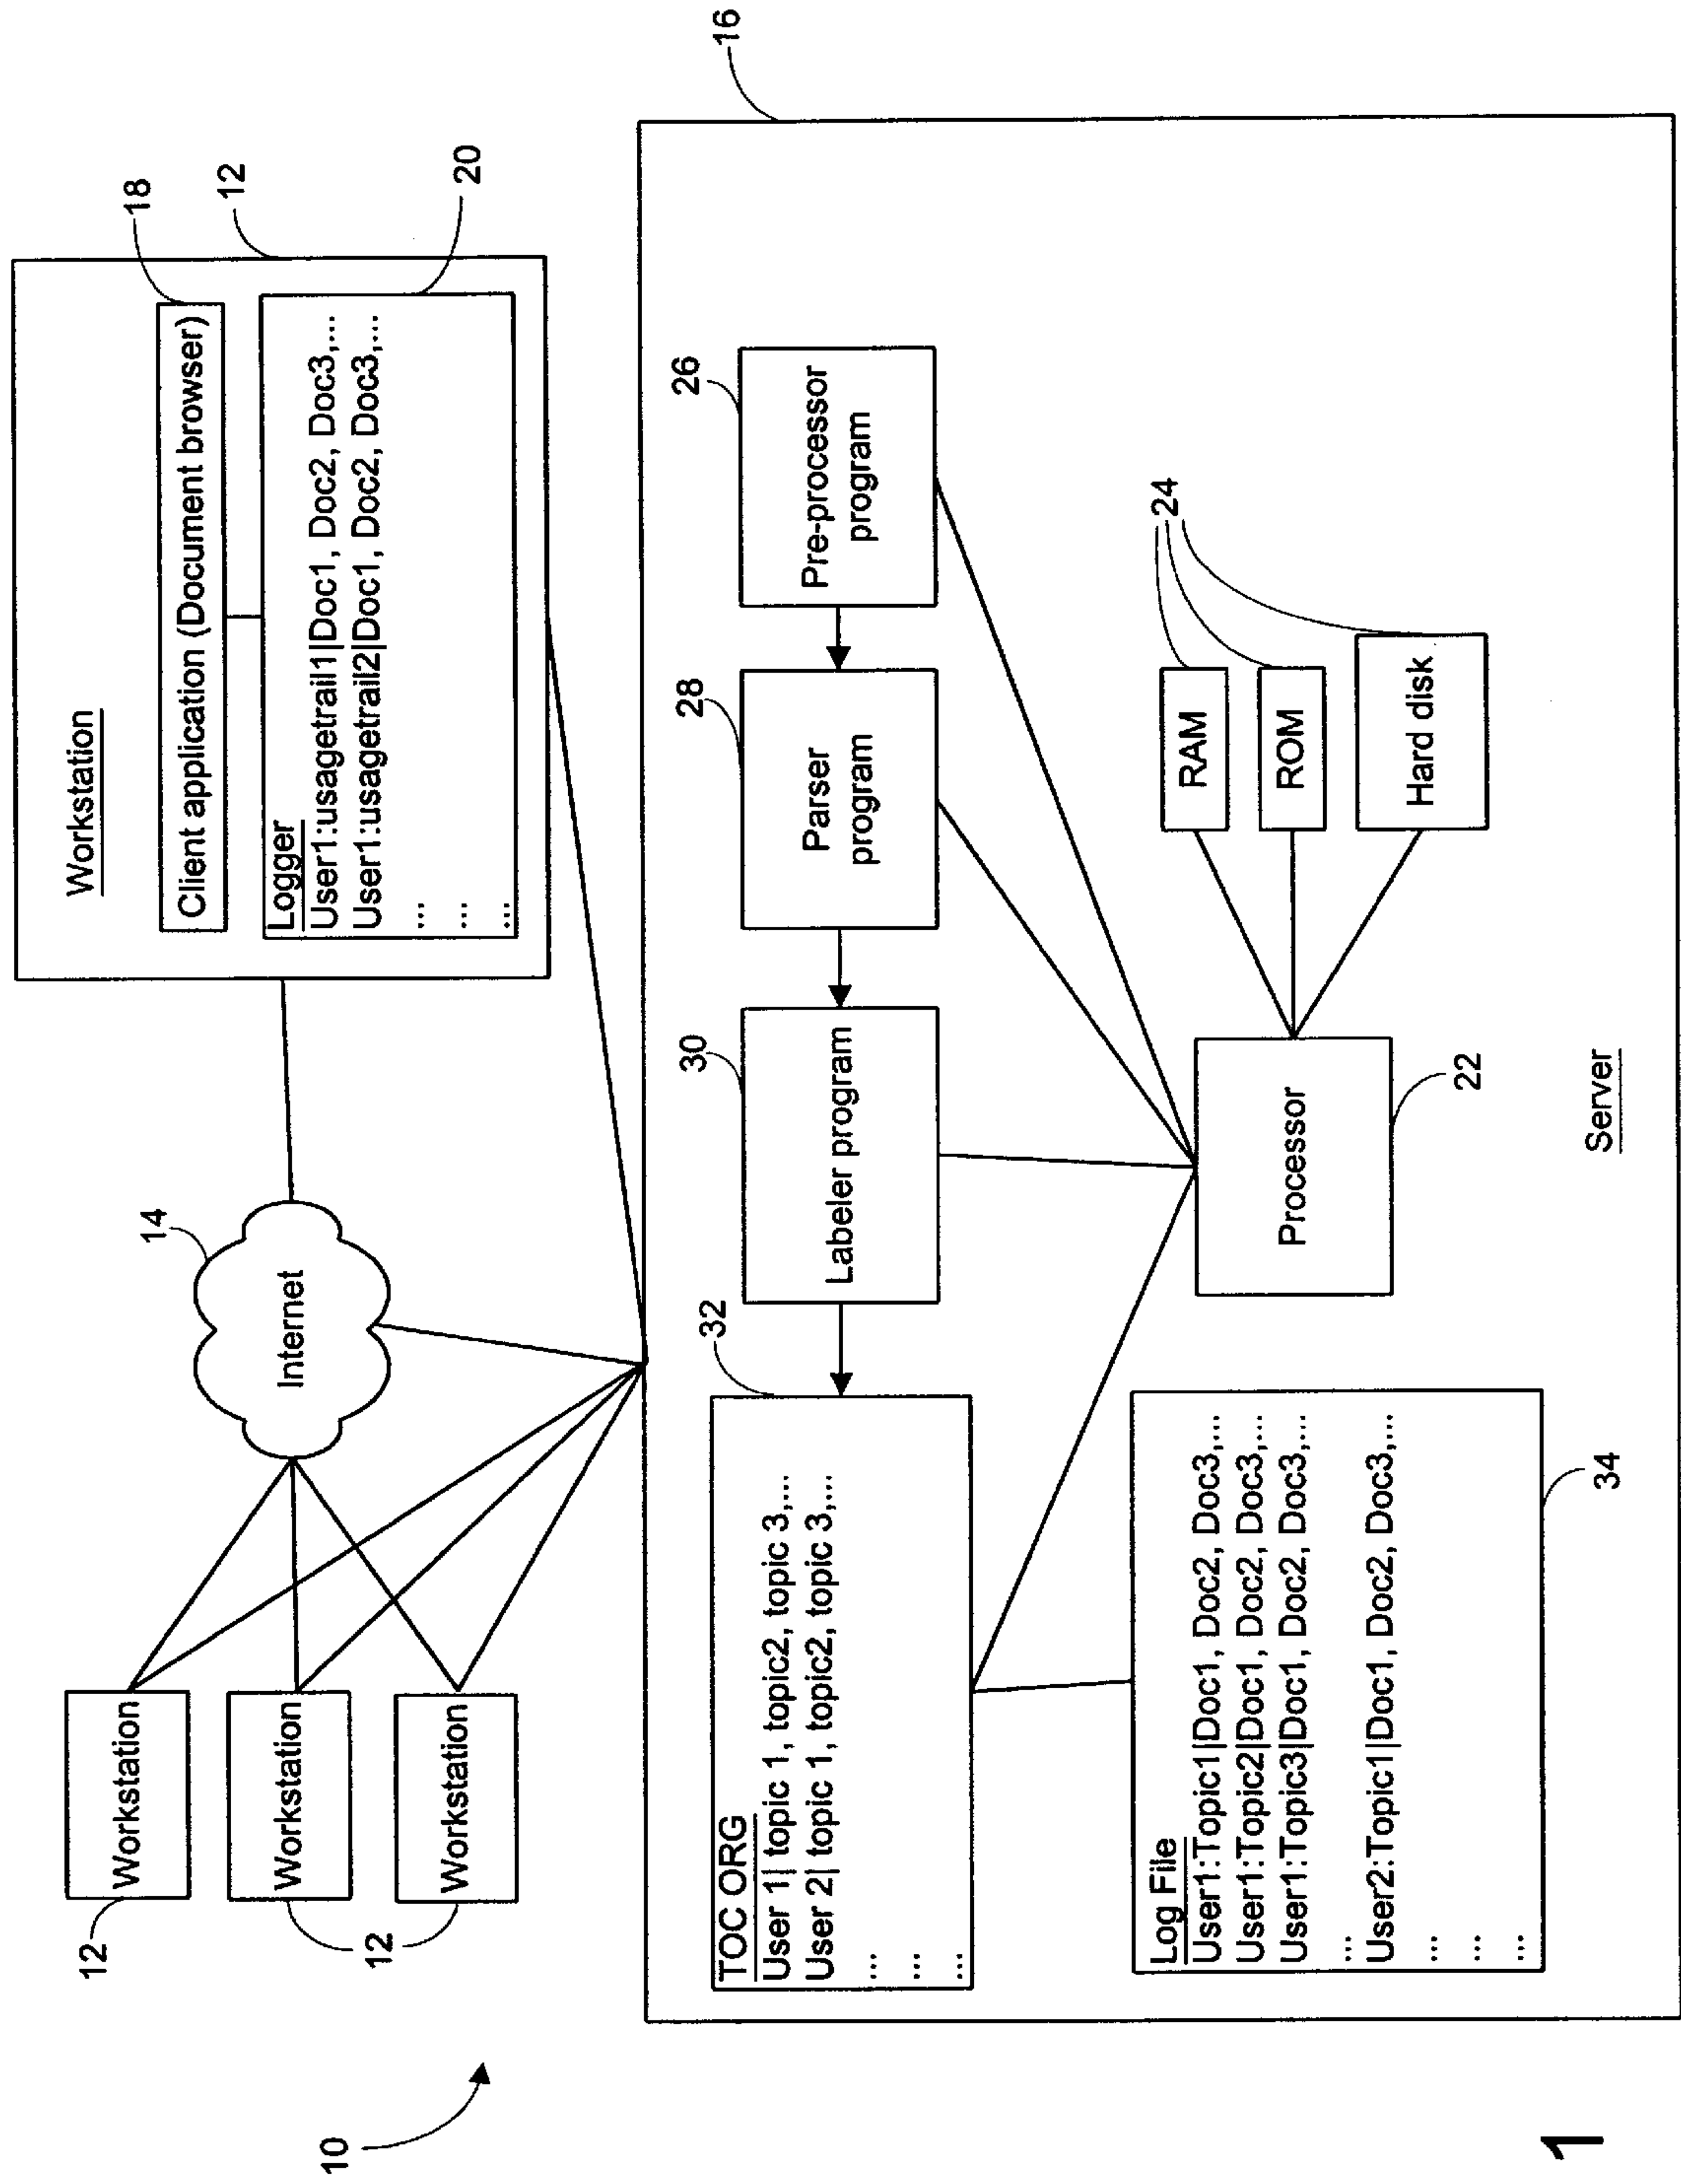 10
12
Workstation
Workstation
12
Workstation
14
Internet
Workstation
18
12
Client application (Document browser)
20
Logger
User1:usagetrail1|Doc1, Doc2, Doc3,...
User1:usagetrail2|Doc1, Doc2, Doc3,...
...
...
...
16
32
TOC ORG
User 1| topic 1, topic2, topic 3,...
User 2| topic 1, topic2, topic 3,...
...
...
...
30
Labeler program
28
Parser
program
26
Pre-processor
program
Log File
User1:Topic1|Doc1, Doc2, Doc3,...
User1:Topic2|Doc1, Doc2, Doc3,...
User1:Topic3|Doc1, Doc2, Doc3,...
...
User2:Topic1|Doc1, Doc2, Doc3,...
...
...
...
34
Processor
22
24
RAM
ROM
Hard disk
Server
1